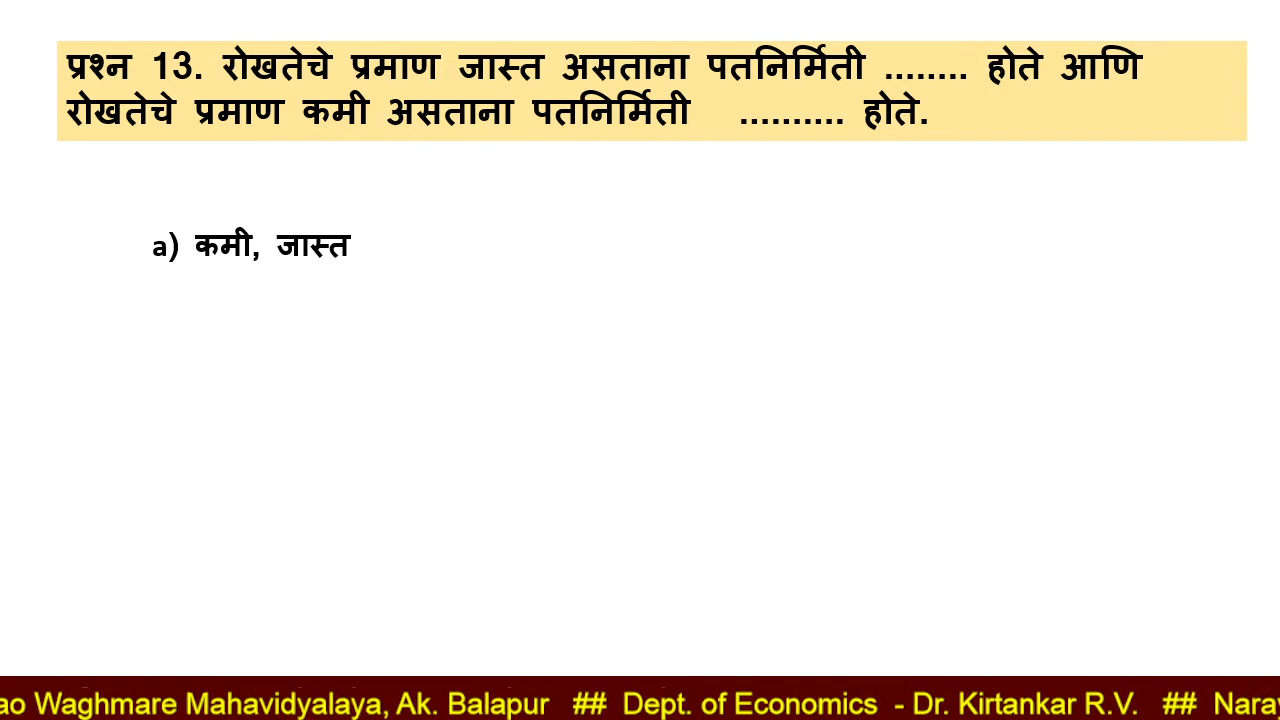 प्रश्न 13. रोखतेचे प्रमाण जास्त असताना पतनिर्मिती ........ होते आणि
रोखतेचे प्रमाण कमी असताना पतनिर्मिती .......... होते.
a) कमी, जास्त
ao Waghmare Mahavidyalaya, Ak. Balapur ## Dept. of Economics - Dr. Kirtankar R.V. ## Nara